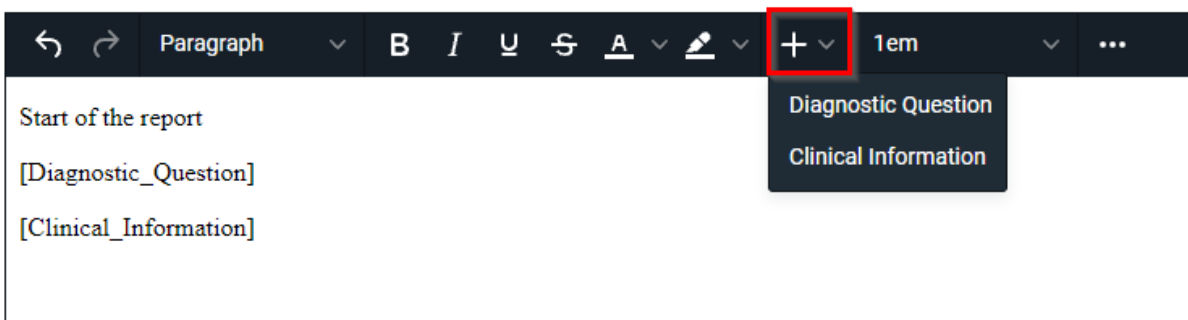 Paragraph B I U S A 1em
Diagnostic Question
Clinical Information
Start of the report
[Diagnostic_Question]
[Clinical_Information]